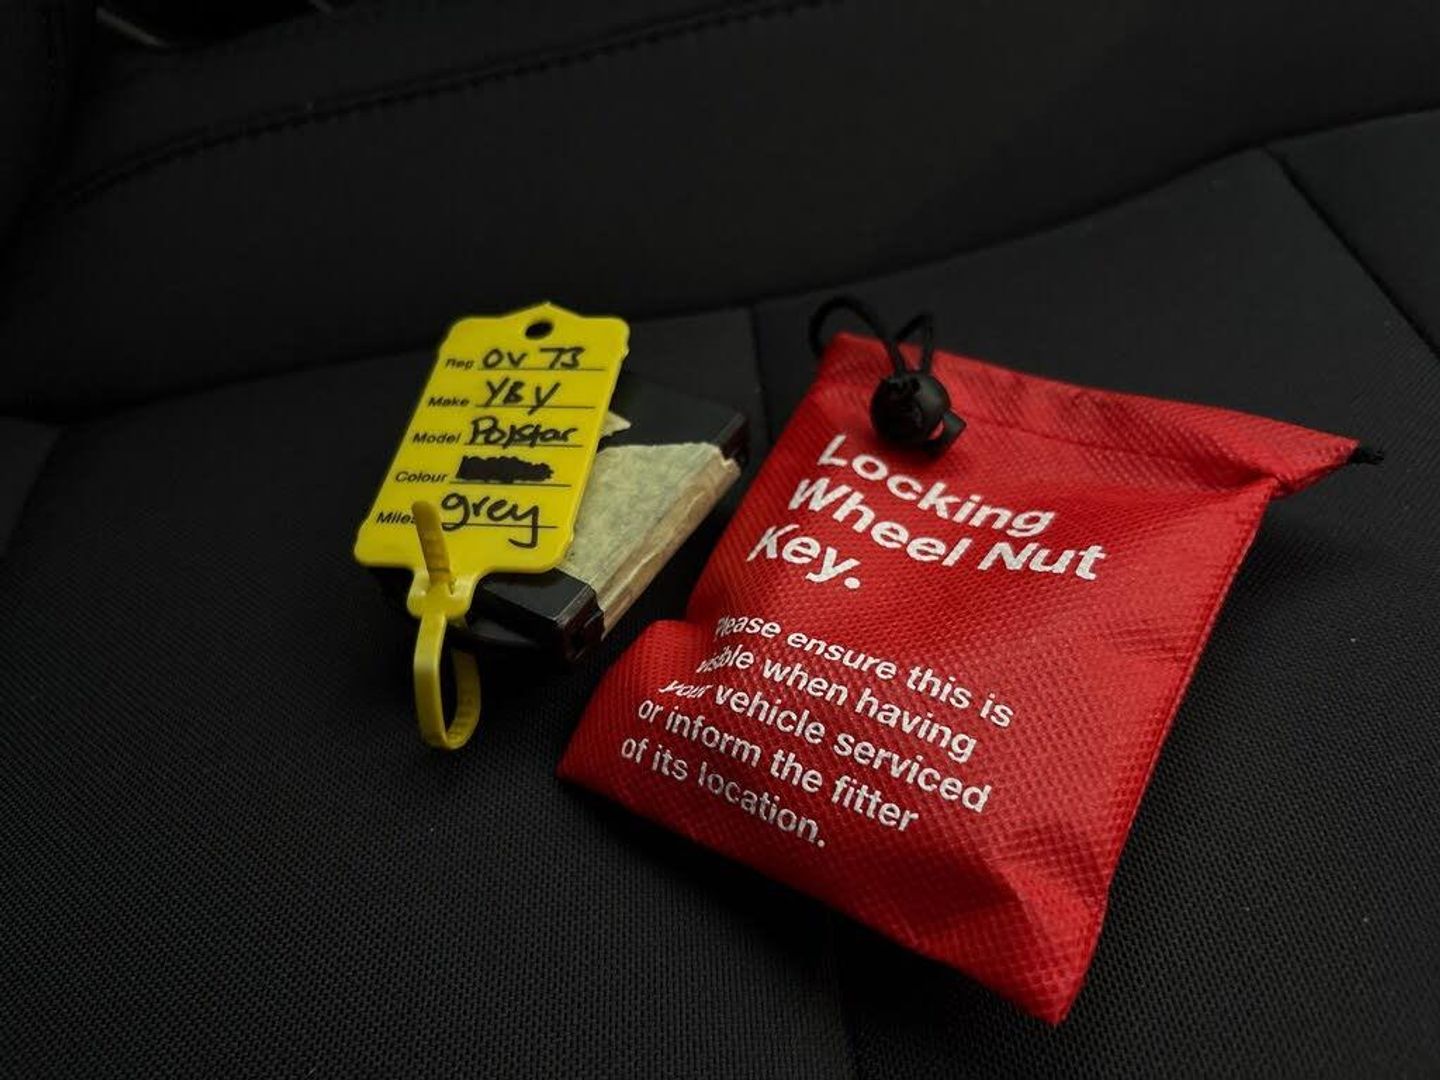 Reg OV 73
Make YBY
Model Polstar
Colour
Miles grey
Locking
Wheel Nut
Key.
Please ensure this is
visible when having
your vehicle serviced
or inform the fitter
of its location.